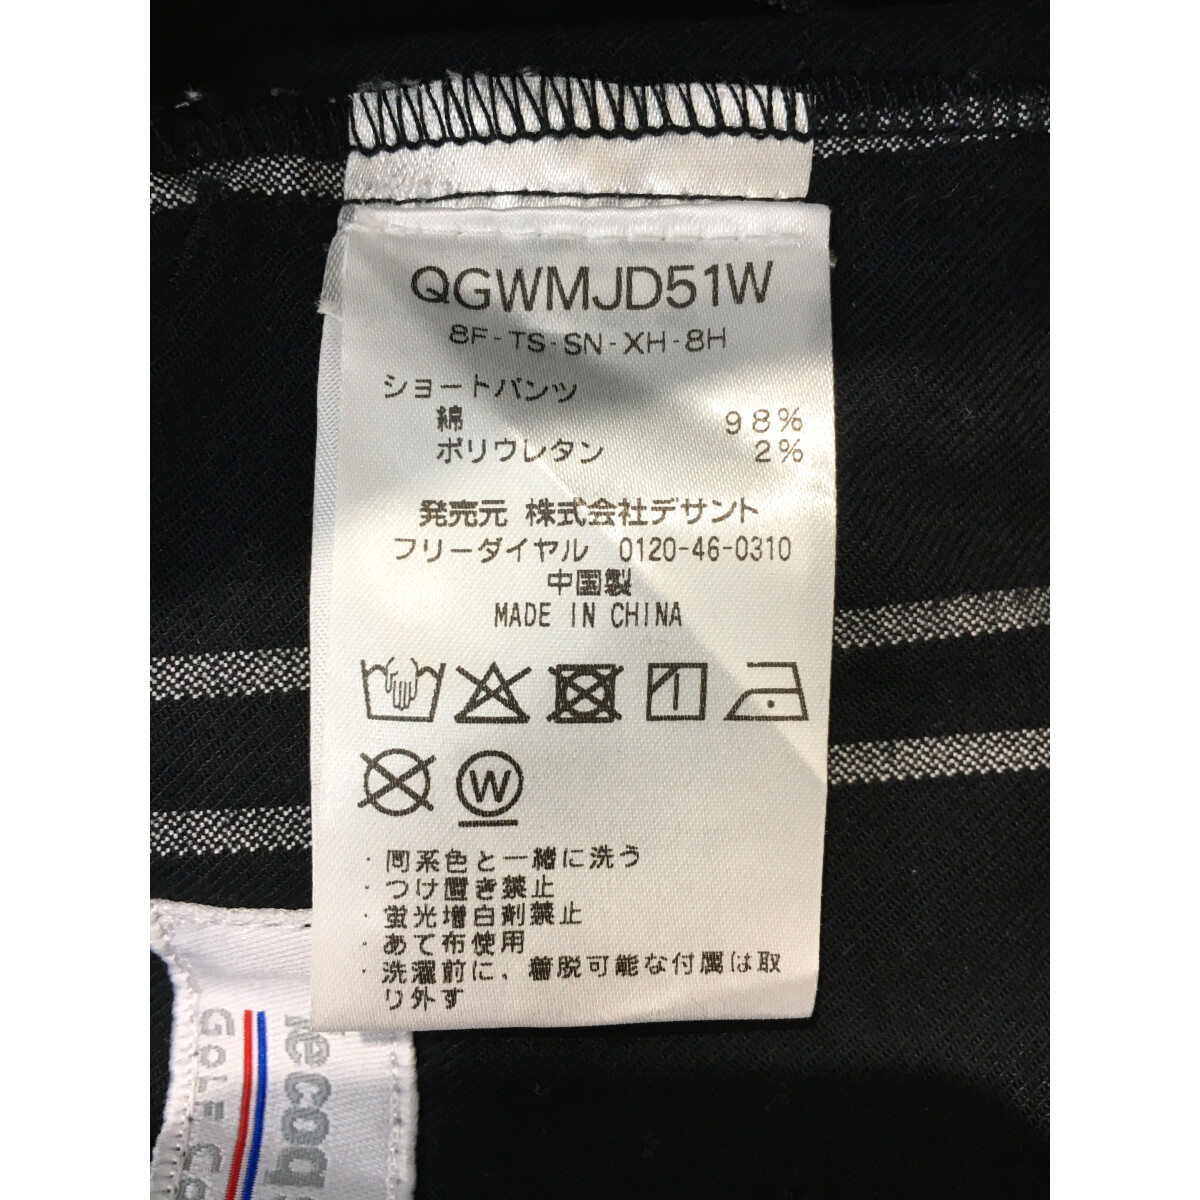 QGWMJD51W
8F-TS-SN-XH-8H
ショートパンツ
綿 98%
ポリウレタン 2%
発売元 株式会社デサント
フリーダイヤル 0120-46-0310
中国製
MADE IN CHINA
W
・同系色と一緒に洗う
・つけ置き禁止
・蛍光増白剤禁止
・あて布使用
・洗濯前に、着脱可能な付属は取
り外す
lecoq
GOLF